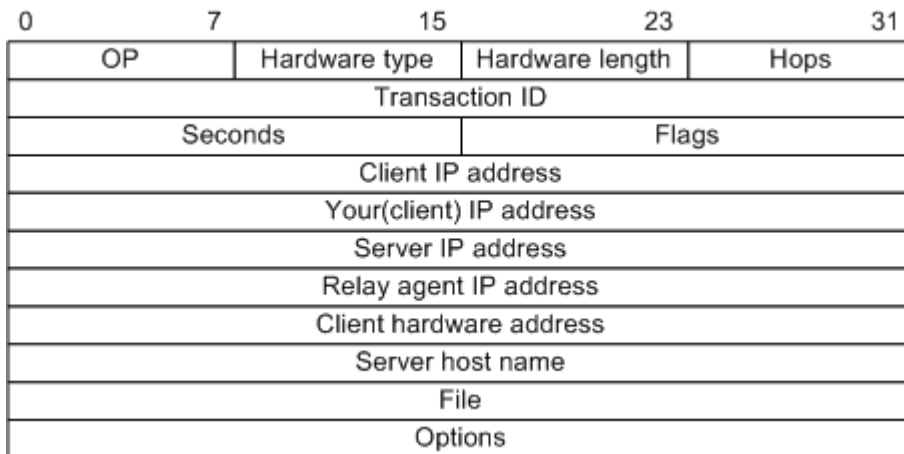 0 7 15 23 31
OP Hardware type Hardware length Hops
Transaction ID
Seconds Flags
Client IP address
Your(client) IP address
Server IP address
Relay agent IP address
Client hardware address
Server host name
File
Options